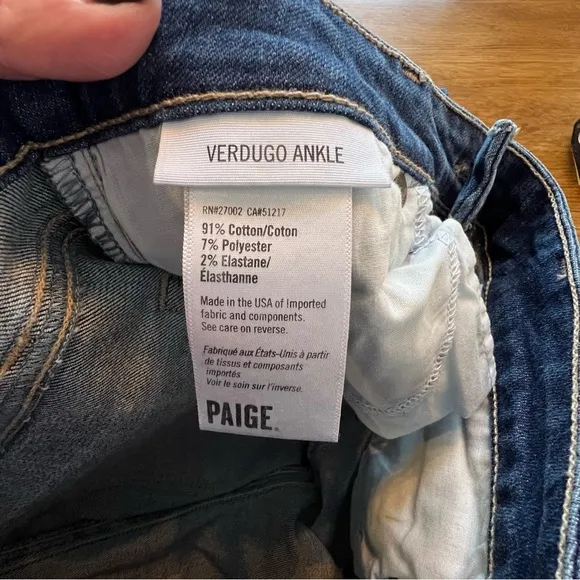 VERDUGO ANKLE
RN#27002 CA#51217
91% Cotton/Coton
7% Polyester
2% Elastane/
Élasthanne
Made in the USA of Imported
fabric and components.
See care on reverse.
Fabriqué aux États-Unis à partir
de tissus et composants
importés
Voir le soin sur l'inverse.
PAIGE®